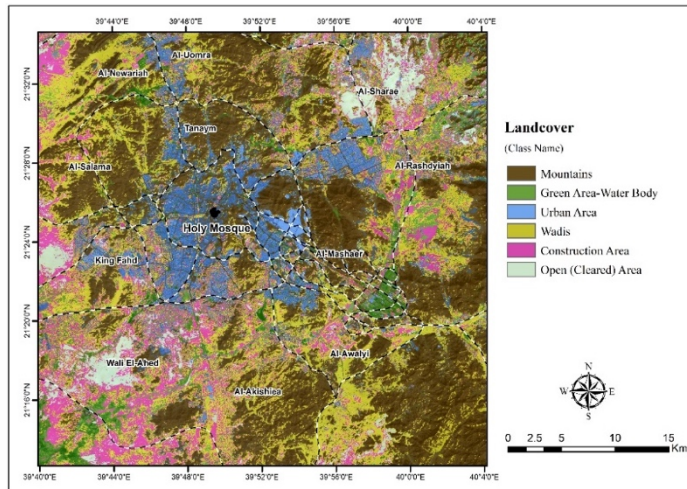 39°44'0"E 39°48'0"E 39°52'0"E 39°56'0"E 40°0'0"E 40°4'0"E
Al-Uomra
Al-Newariah
21°32'0"N
Al-Sharae
Tanaym
21°28'0"N
Al-Salama
Al-Rashdyiah
Holy Mosque
21°24'0"N
Al-Mashaer
King Fahd
21°20'0"N
Al Awalyi
Wali El-Ahed
Al-Akishiea
21°16'0"N
39°40'0"E 39°44'0"E 39°48'0"E 39°52'0"E 39°56'0"E 40°0'0"E 40°4'0"E
Landcover
(Class Name)
Mountains
Green Area-Water Body
Urban Area
Wadis
Construction Area
Open (Cleared) Area
N
W E
S
0 2.5 5 10 15
Km